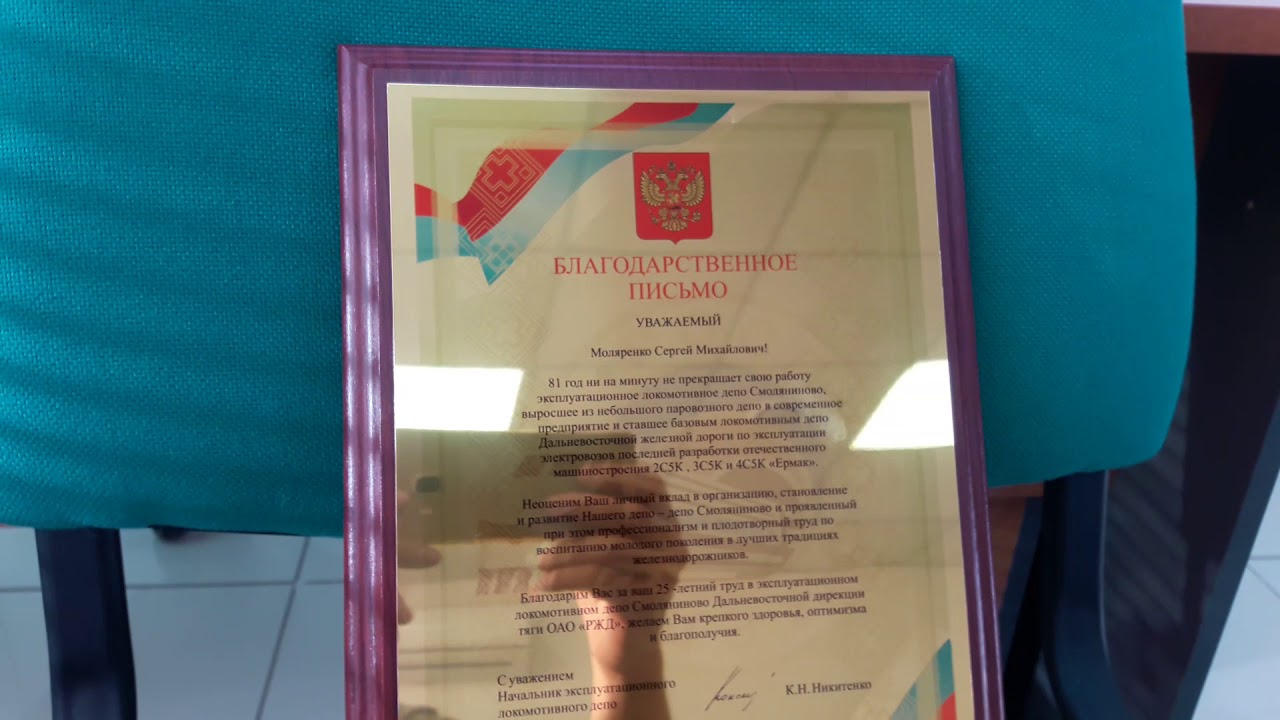 БЛАГОДАРСТВЕННОЕ
ПИСЬМО
УВАЖАЕМЫЙ
Моляренко Сергей Михайлович!
81 год ни на минуту не прекращает свою работу
эксплуатационное локомотивное депо Смоляниново,
выросшее из небольшого паровозного депо в современное
предприятие и ставшее базовым локомотивным депо
Дальневосточной железной дороги по эксплуатации
электровозов последней разработки отечественного
машиностроения 2С5К , 3С5К и 4С5К «Ермак».
Неоценим Ваш личный вклад в организацию, становление
и развитие Нашего депо – депо Смоляниново и проявленный
при этом профессионализм и плодотворный труд по
воспитанию молодого поколения в лучших традициях
железнодорожников.
Благодарим Вас за ваш 25 -летний труд в эксплуатационном
локомотивном депо Смоляниново Дальневосточной дирекции
тяги ОАО «РЖД», желаем Вам крепкого здоровья, оптимизма
и благополучия.
С уважением
Начальник эксплуатационного
локомотивного депо
К.Н. Никитенко